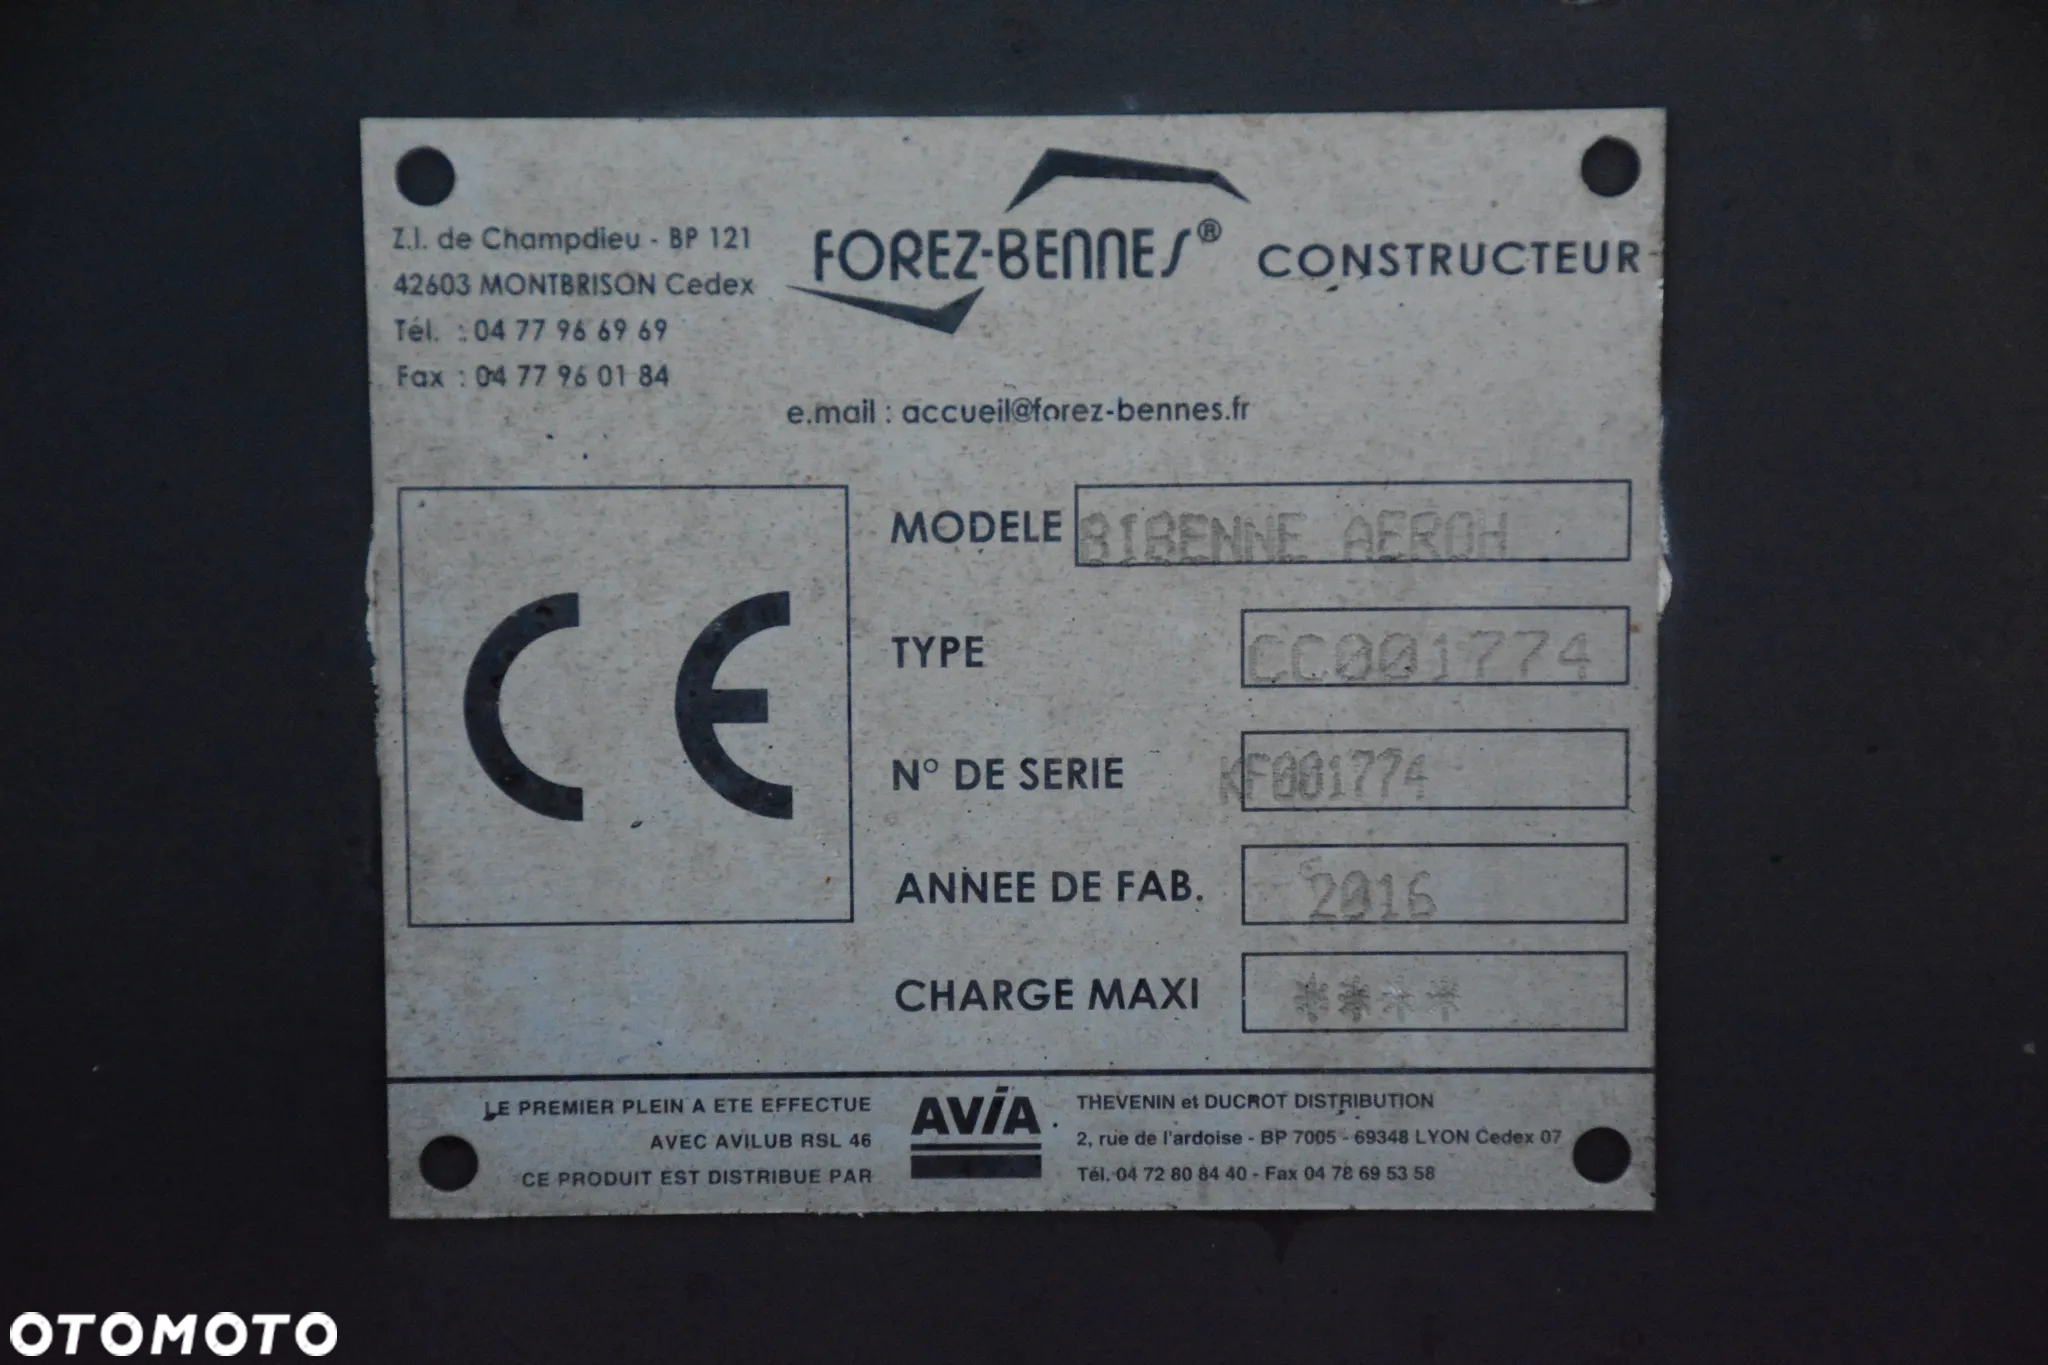 Z.I. de Champdieu - BP 121
42603 MONTBRISON Cedex
Tél. : 04 77 96 69 69
Fax : 04 77 96 01 84
FOREZ-BENNES® CONSTRUCTEUR
e.mail : accueil@forez-bennes.fr
CE
MODELE BIBENNE AEROH
TYPE CC001774
N° DE SERIE KF001774
ANNEE DE FAB. 2016
CHARGE MAXI ****
LE PREMIER PLEIN A ETE EFFECTUE
AVEC AVILUB RSL 46
CE PRODUIT EST DISTRIBUE PAR
AVIA
THEVENIN et DUCROT DISTRIBUTION
2, rue de l'ardoise - BP 7005 - 69348 LYON Cedex 07
Tél. 04 72 80 84 40 - Fax 04 78 69 53 58
OTOMOTO